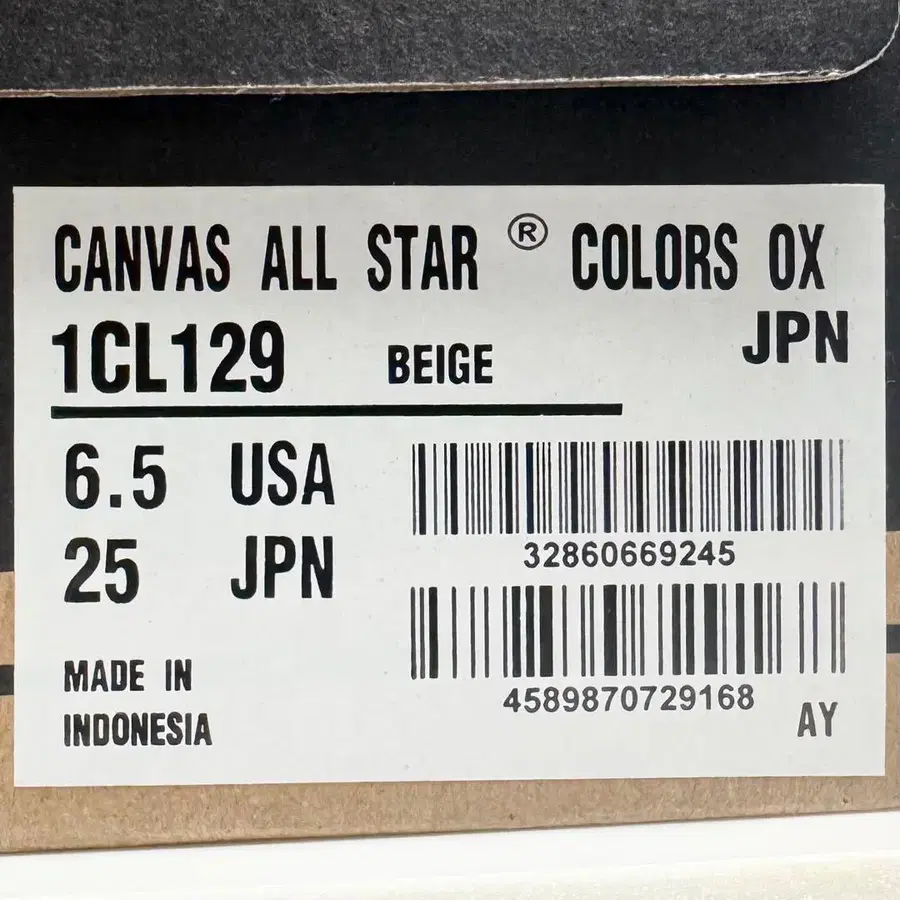 CANVAS ALL STAR ® COLORS OX
1CL129 BEIGE JPN
6.5 USA
25 JPN
32860669245
4589870729168
MADE IN
INDONESIA
AY